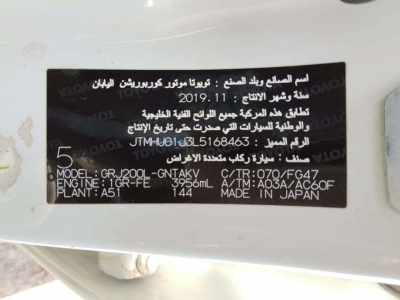 اسم الصانع وبلد الصنع : تويوتا موتور كوربوريشن اليابان
سنة وشهر الانتاج : 2019.11
تطابق هذه المركبة جميع اللوائح الفنية الخليجية
والوطنية للسيارات التي صدرت حتى تاريخ الإنتاج
الرقم المميز : JTMHU01J3L5168463
5
صنف : سيارة ركاب متعددة الاغراض
MODEL:GRJ200L-GNTAKV C/TR:070/FG47
ENGINE:1GR-FE 3956mL A/TM:A03A/AC60F
PLANT:A51 144 MADE IN JAPAN